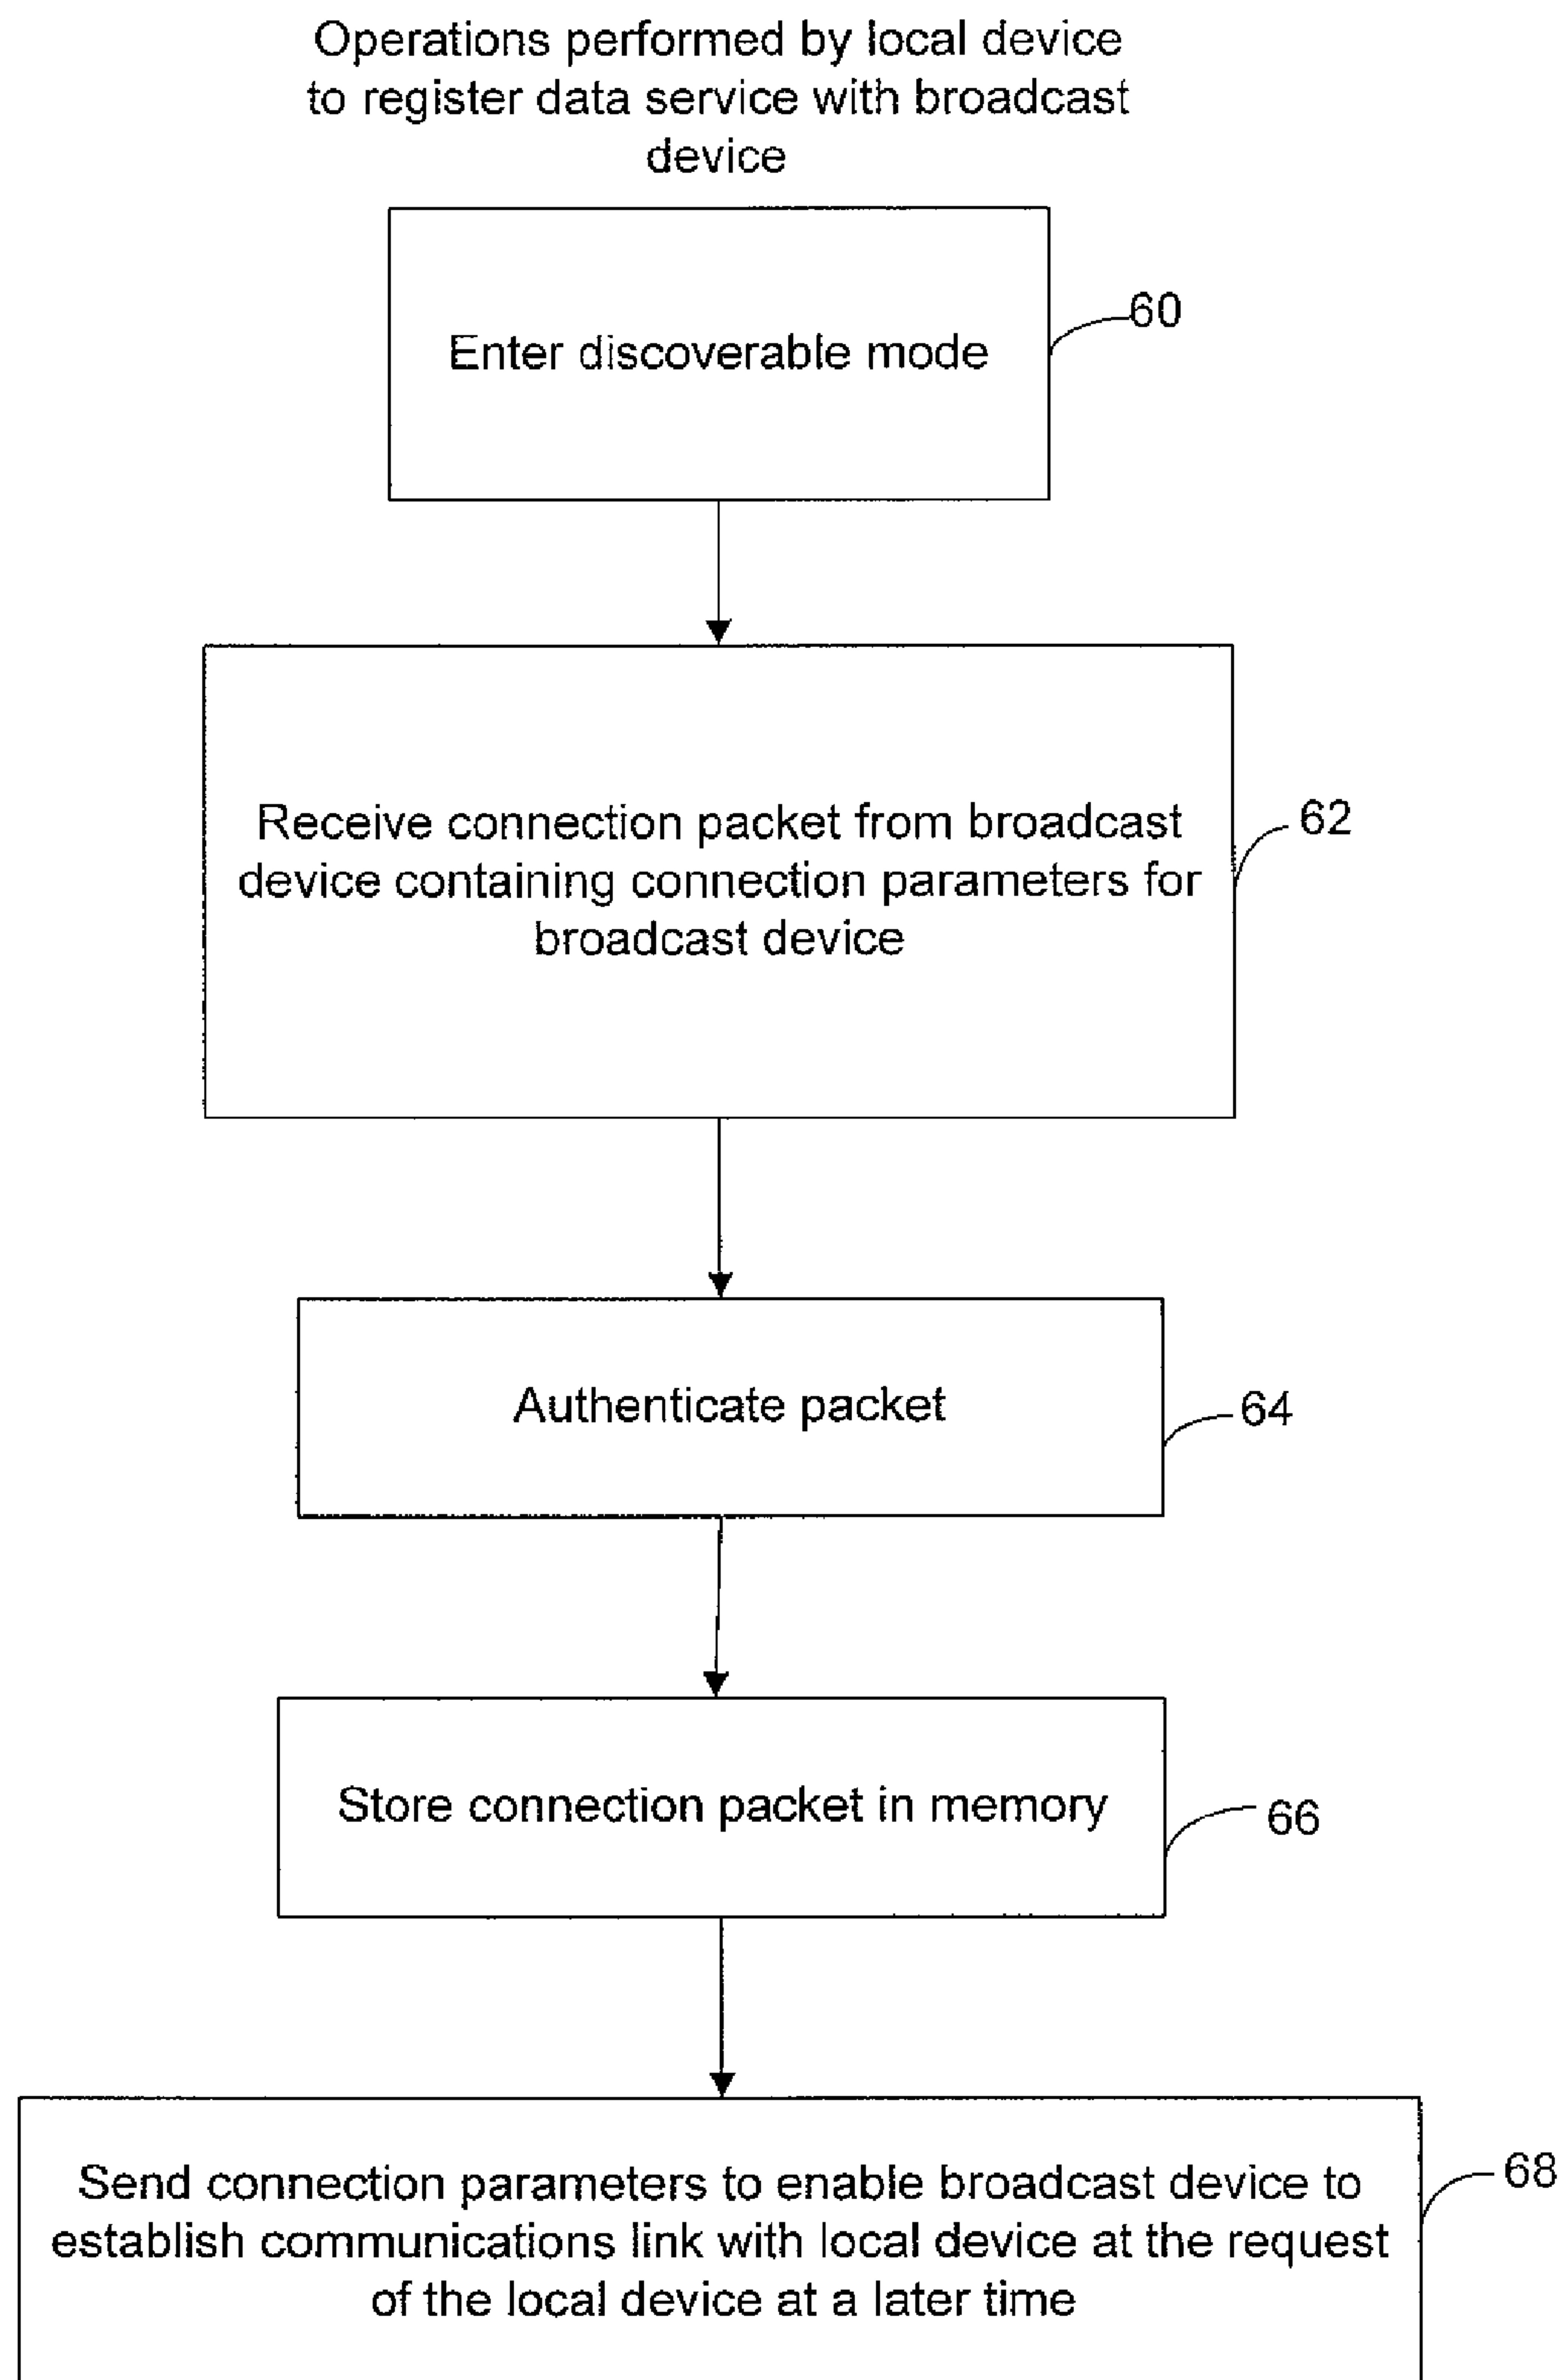 Operations performed by local device
to register data service with broadcast
device
Enter discoverable mode
60
Receive connection packet from broadcast
device containing connection parameters for
broadcast device
62
Authenticate packet
64
Store connection packet in memory
66
Send connection parameters to enable broadcast device to
establish communications link with local device at the request
of the local device at a later time
68